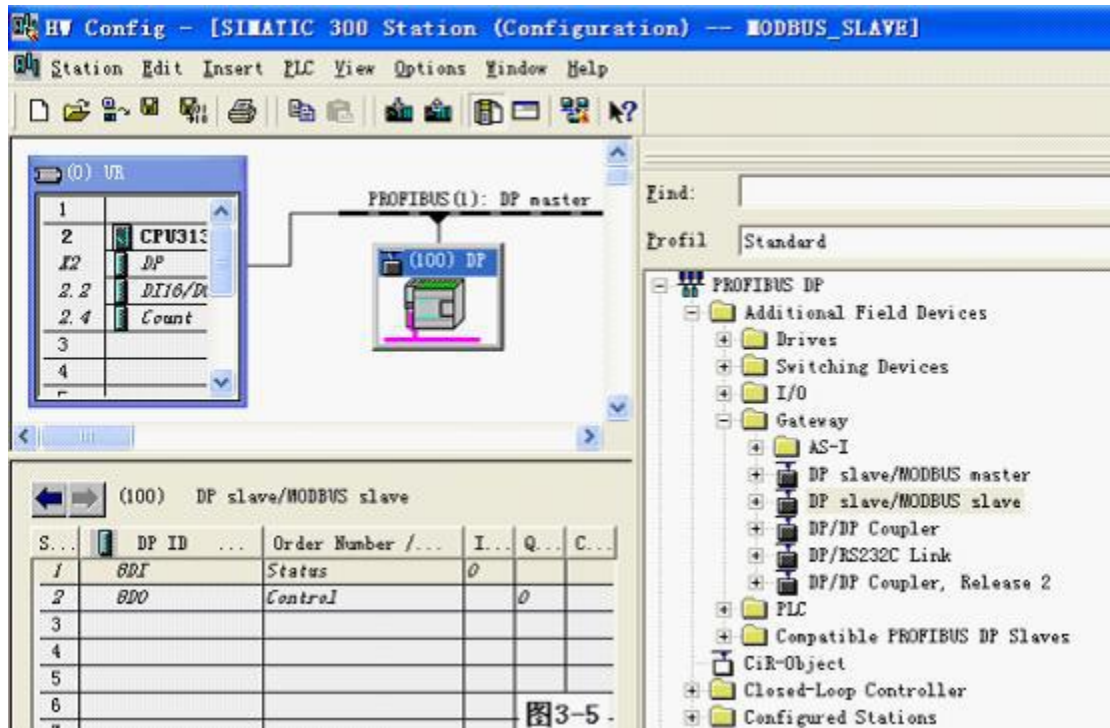 HW Config - [SIMATIC 300 Station (Configuration) -- MODBUS_SLAVE]
Station Edit Insert PLC View Options Window Help
(0) UR
1
2 CPU313
X2 DP
2.2 DI16/DO
2.4 Count
3
4
PROFIBUS(1): DP master
(100) DP
Find:
Profil Standard
PROFIBUS DP
Additional Field Devices
Drives
Switching Devices
I/O
Gateway
AS-I
DP slave/MODBUS master
DP slave/MODBUS slave
DP/DP Coupler
DP/RS232C Link
DP/DP Coupler, Release 2
PLC
Compatible PROFIBUS DP Slaves
CiR-Object
Closed-Loop Controller
Configured Stations
(100) DP slave/MODBUS slave
S... DP ID ... Order Number /... I... Q... C...
1 8DI Status 0
2 8DO Control 0
3
4
5
6
图3-5